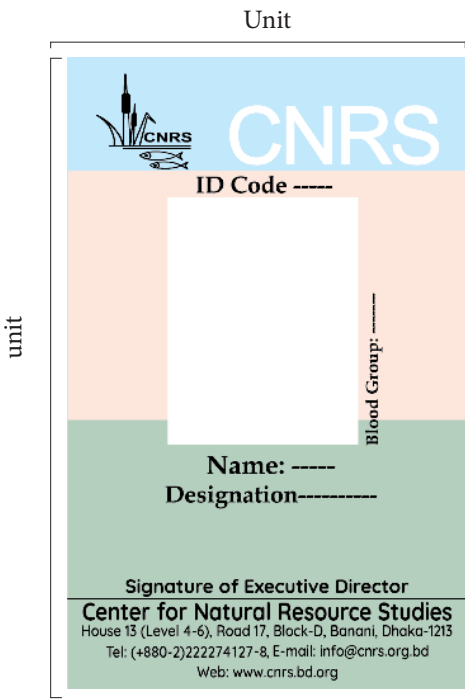 Unit
unit
CNRS
CNRS
ID Code -----
Blood Group: -------
Name: -----
Designation----------
Signature of Executive Director
Center for Natural Resource Studies
House 13 (Level 4-6), Road 17, Block-D, Banani, Dhaka-1213
Tel: (+880-2)222274127-8, E-mail: info@cnrs.org.bd
Web: www.cnrs.bd.org